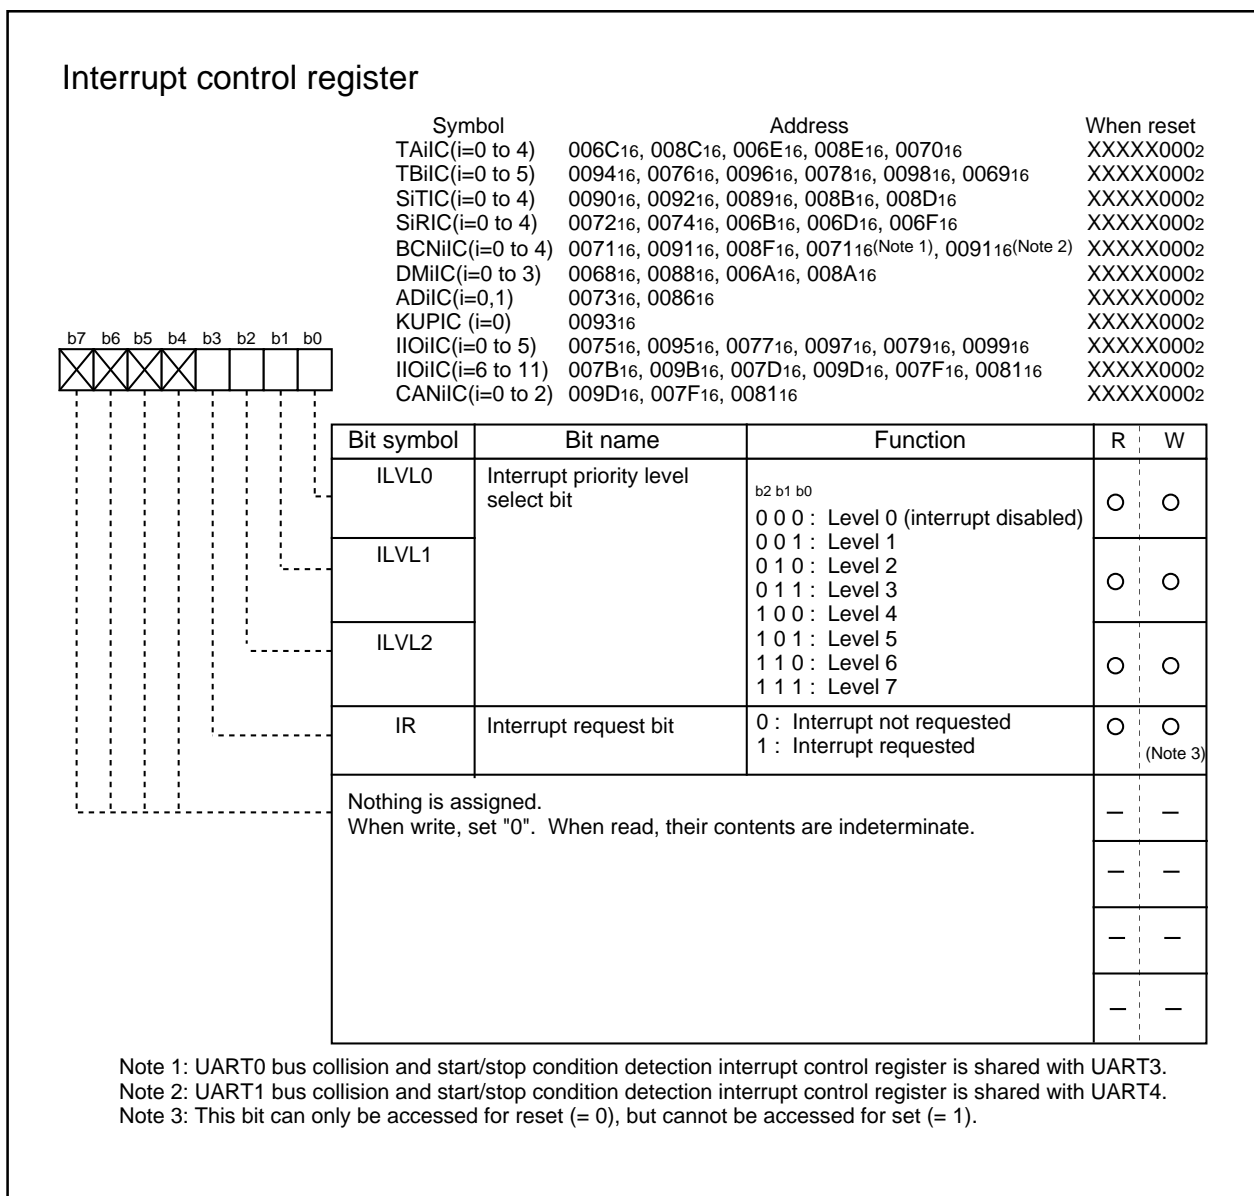 Interrupt control register
Symbol Address When reset
TAiIC(i=0 to 4) 006C16, 008C16, 006E16, 008E16, 007016 XXXXX0002
TBiIC(i=0 to 5) 009416, 007616, 009616, 007816, 009816, 006916 XXXXX0002
SiTIC(i=0 to 4) 009016, 009216, 008916, 008B16, 008D16 XXXXX0002
SiRIC(i=0 to 4) 007216, 007416, 006B16, 006D16, 006F16 XXXXX0002
BCNiIC(i=0 to 4) 007116, 009116, 008F16, 007116(Note 1), 009116(Note 2) XXXXX0002
DMiIC(i=0 to 3) 006816, 008816, 006A16, 008A16 XXXXX0002
ADiIC(i=0,1) 007316, 008616 XXXXX0002
KUPIC (i=0) 009316 XXXXX0002
IIOiIC(i=0 to 5) 007516, 009516, 007716, 009716, 007916, 009916 XXXXX0002
IIOiIC(i=6 to 11) 007B16, 009B16, 007D16, 009D16, 007F16, 008116 XXXXX0002
CANiIC(i=0 to 2) 009D16, 007F16, 008116 XXXXX0002
b7 b6 b5 b4 b3 b2 b1 b0
Bit symbol Bit name Function R W
ILVL0 Interrupt priority level
select bit
b2 b1 b0
0 0 0 : Level 0 (interrupt disabled)
0 0 1 : Level 1
ILVL1
0 1 0 : Level 2
0 1 1 : Level 3
1 0 0 : Level 4
1 0 1 : Level 5
ILVL2
1 1 0 : Level 6
1 1 1 : Level 7
IR Interrupt request bit 0 : Interrupt not requested
1 : Interrupt requested
(Note 3)
Nothing is assigned.
When write, set "0". When read, their contents are indeterminate.
– –
– –
– –
– –
Note 1: UART0 bus collision and start/stop condition detection interrupt control register is shared with UART3.
Note 2: UART1 bus collision and start/stop condition detection interrupt control register is shared with UART4.
Note 3: This bit can only be accessed for reset (= 0), but cannot be accessed for set (= 1).